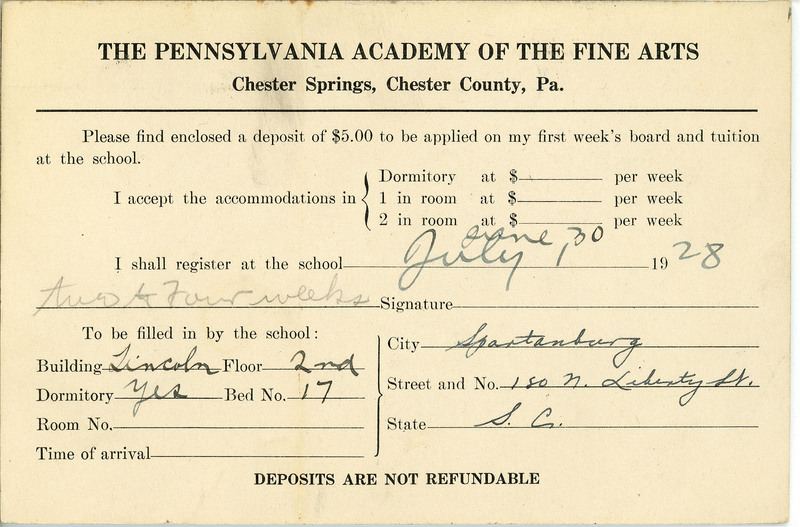 THE PENNSYLVANIA ACADEMY OF THE FINE ARTS
Chester Springs, Chester County, Pa.
Please find enclosed a deposit of $5.00 to be applied on my first week's board and tuition
at the school.
Dormitory at $ per week
I accept the accommodations in { 1 in room at $ per week
2 in room at $ per week
June 30
I shall register at the school July 1 1928
two to Four weeks Signature
To be filled in by the school:
City Spartanburg
Building Lincoln Floor 2nd
Street and No. 150 N. Liberty St.
Dormitory Yes Bed No. 17
Room No.
State S. C.
Time of arrival
DEPOSITS ARE NOT REFUNDABLE